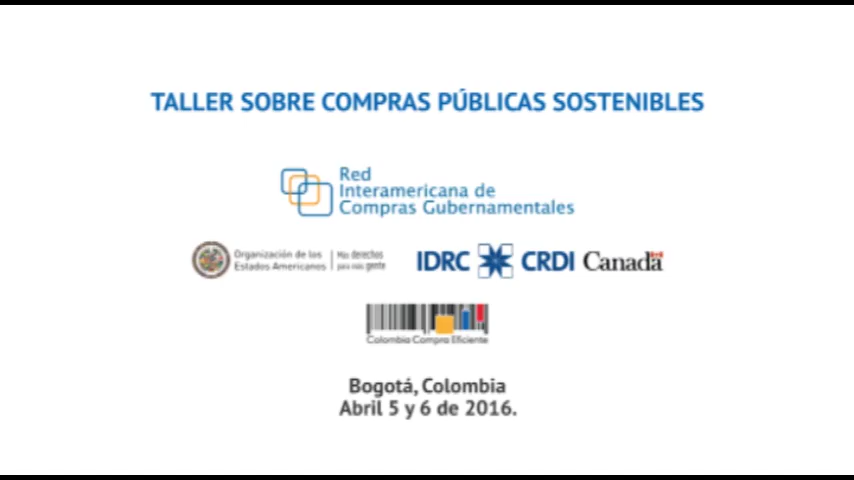 TALLER SOBRE COMPRAS PÚBLICAS SOSTENIBLES
Red
Interamericana de
Compras Gubernamentales
Organización de los
Estados Americanos
Más derechos
para más gente
IDRC CRDI Canada
Colombia Compra Eficiente
Bogotá, Colombia
Abril 5 y 6 de 2016.